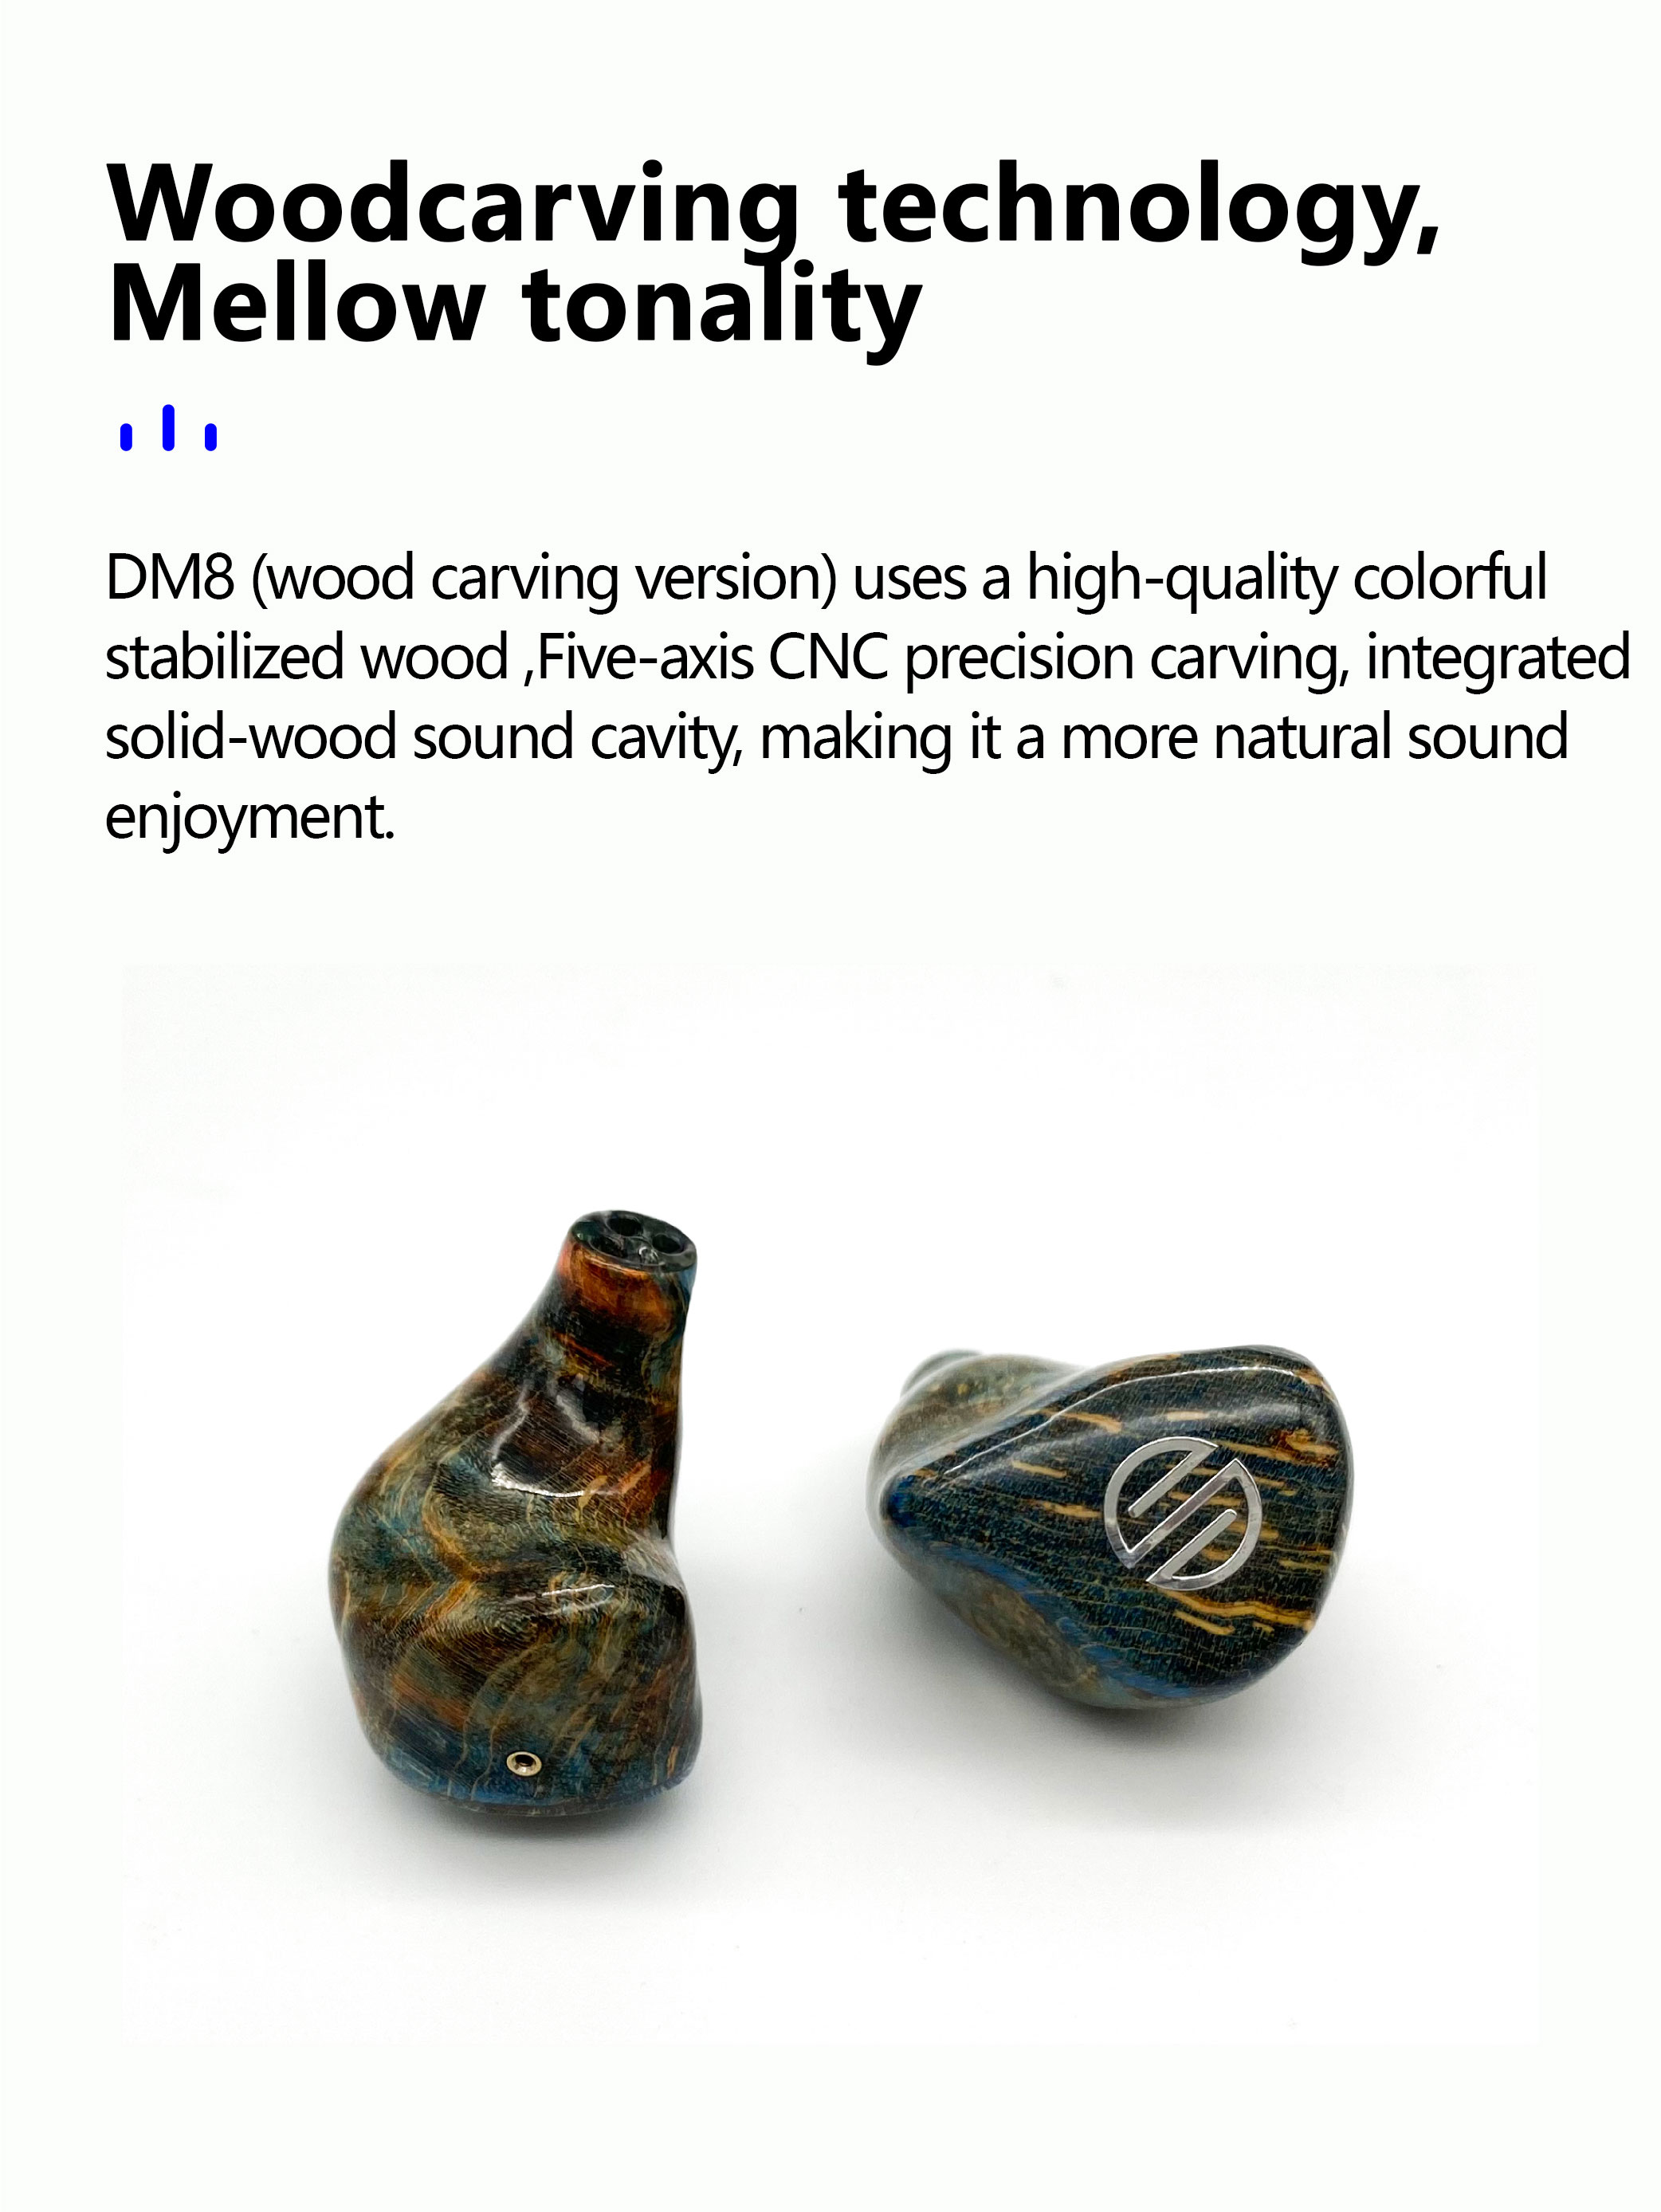 Woodcarving technology,
Mellow tonality
DM8 (wood carving version) uses a high-quality colorful
stabilized wood ,Five-axis CNC precision carving, integrated
solid-wood sound cavity, making it a more natural sound
enjoyment.